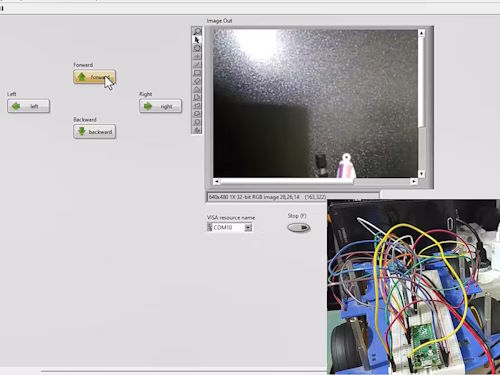 Image Out
Forward
forward
Left
left
Right
right
Backward
backward
640x480 1X 32-bit RGB image 28,26,14 (163,322)
VISA resource name
Stop (F)
COM10